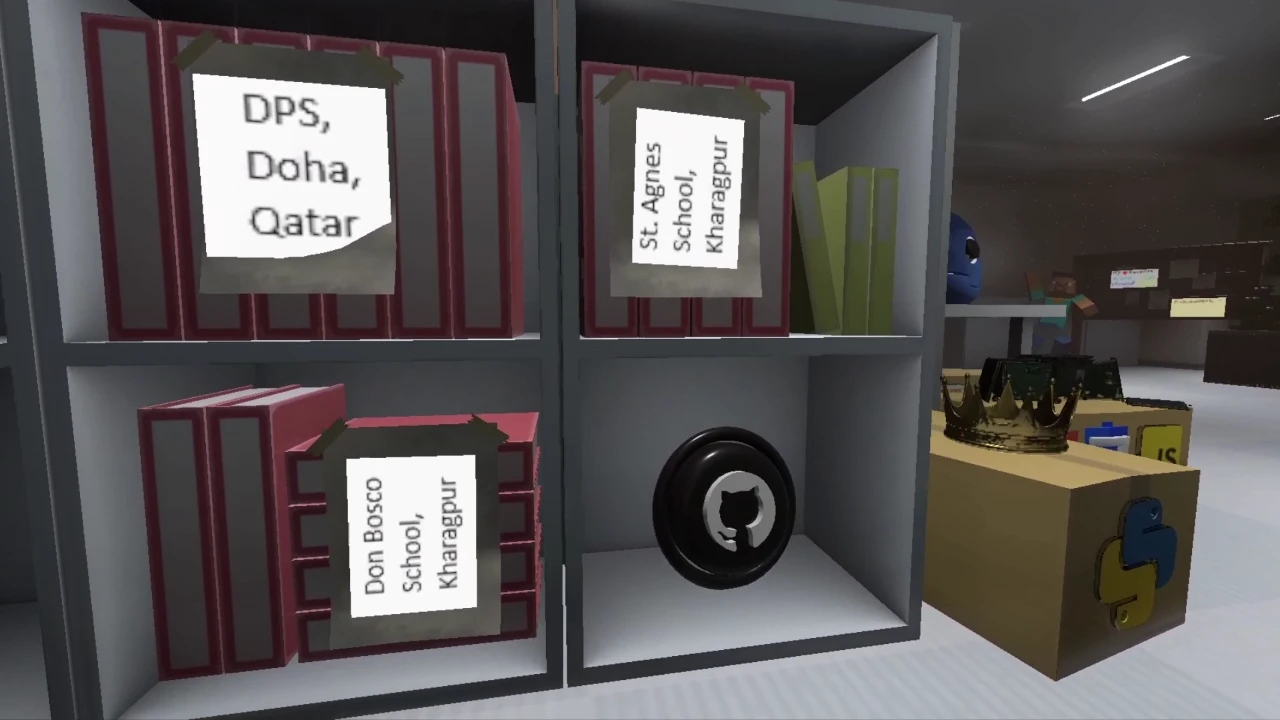 DPS,
Doha,
Qatar
St. Agnes
School,
Kharagpur
Don Bosco
School,
Kharagpur
JS